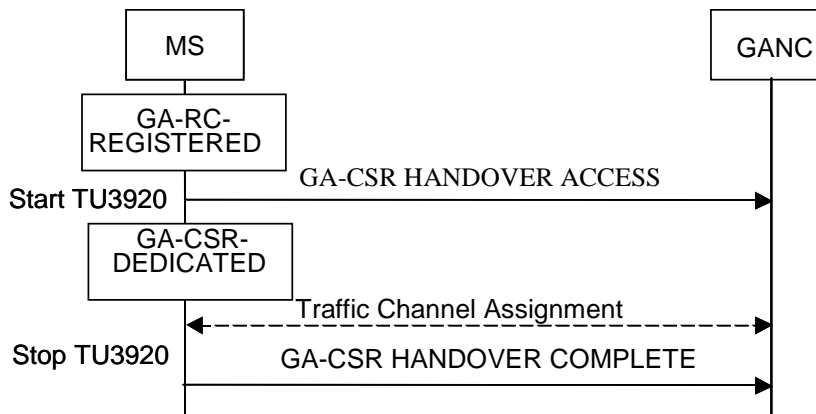 MS
GANC
GA-RC-
REGISTERED
GA-CSR HANDOVER ACCESS
Start TU3920
GA-CSR-
DEDICATED
Traffic Channel Assignment
Stop TU3920
GA-CSR HANDOVER COMPLETE